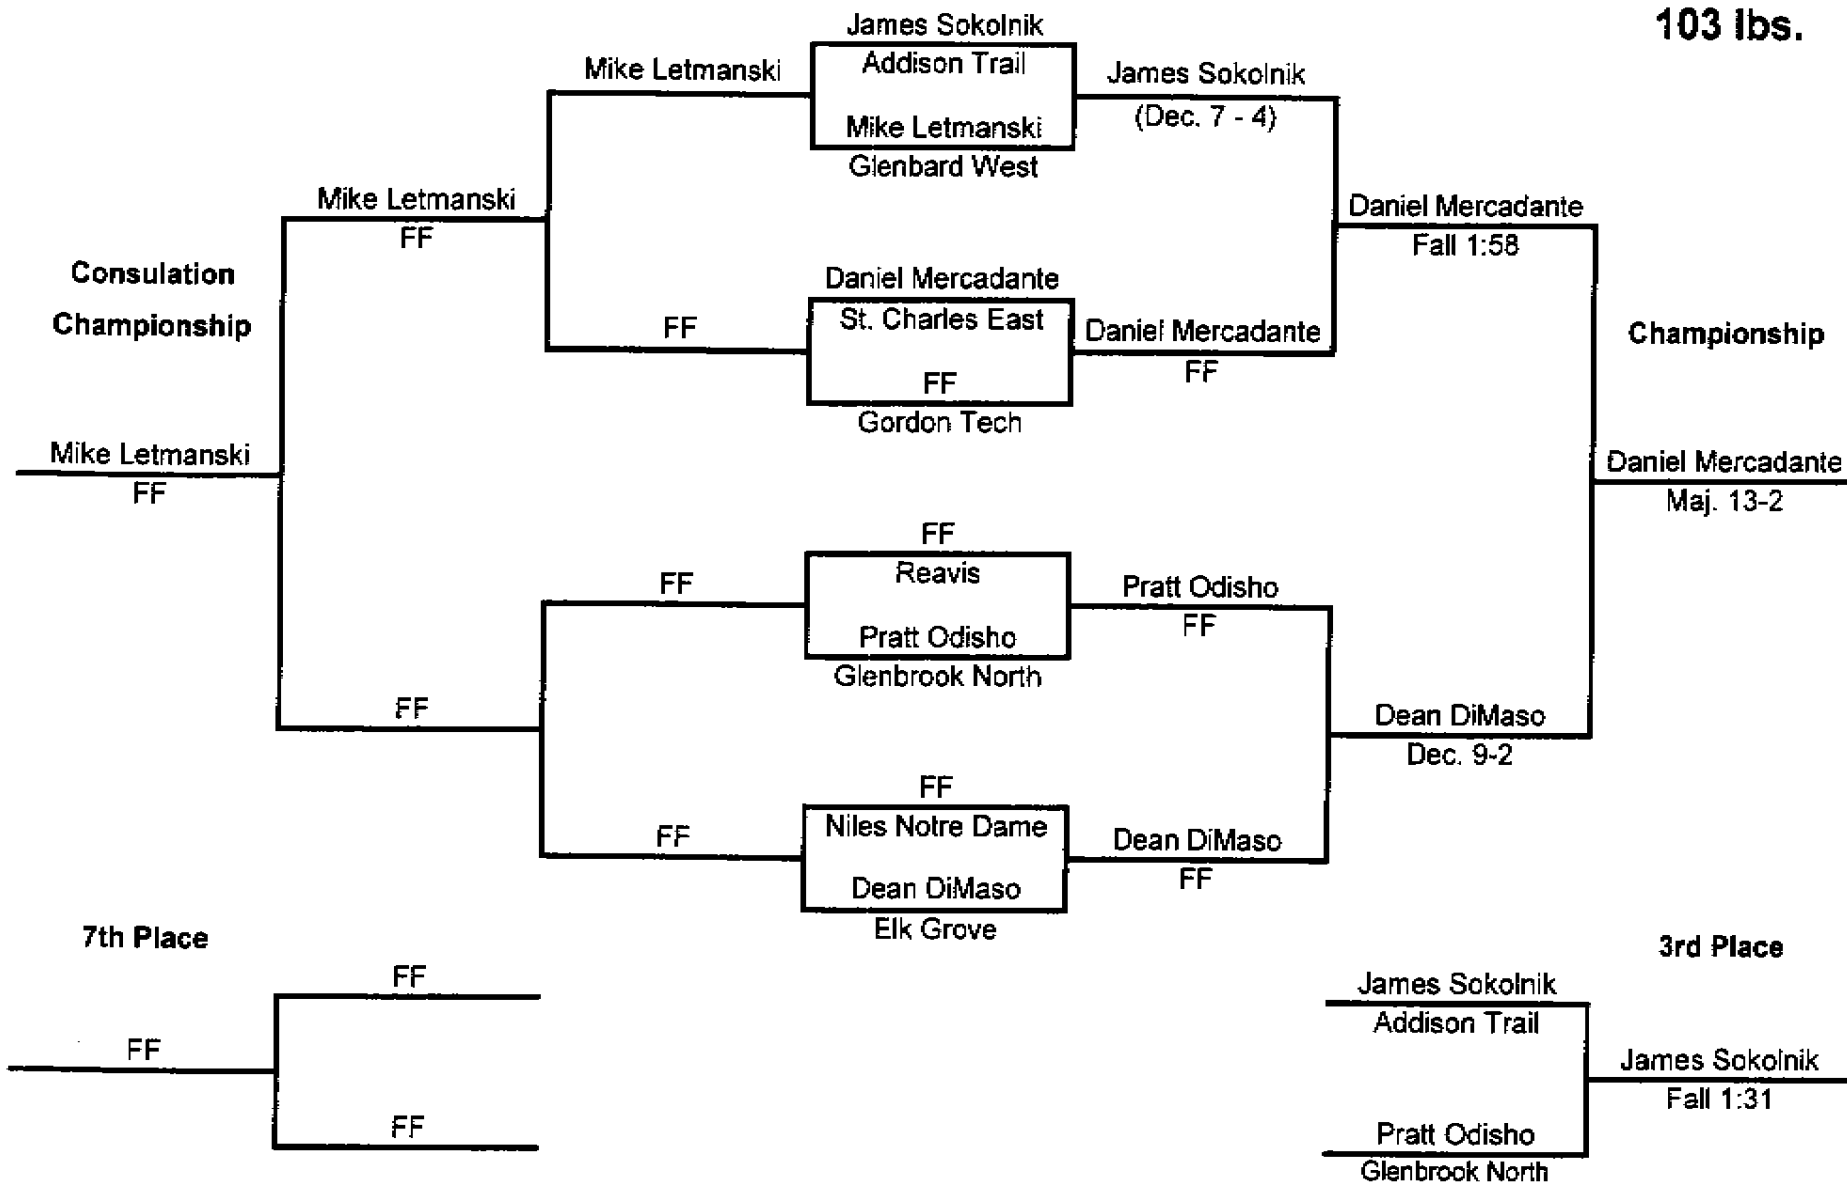 103 lbs.
James Sokolnik
Addison Trail
Mike Letmanski
Glenbard West
Mike Letmanski
James Sokolnik
(Dec. 7 - 4)
Mike Letmanski
FF
Daniel Mercadante
Fall 1:58
Consulation
Championship
Daniel Mercadante
St. Charles East
FF
Gordon Tech
FF
Daniel Mercadante
FF
Championship
Mike Letmanski
FF
Daniel Mercadante
Maj. 13-2
FF
Reavis
Pratt Odisho
Glenbrook North
FF
Pratt Odisho
FF
FF
Dean DiMaso
Dec. 9-2
FF
Niles Notre Dame
Dean DiMaso
Elk Grove
FF
Dean DiMaso
FF
7th Place
FF
FF
FF
3rd Place
James Sokolnik
Addison Trail
James Sokolnik
Fall 1:31
Pratt Odisho
Glenbrook North